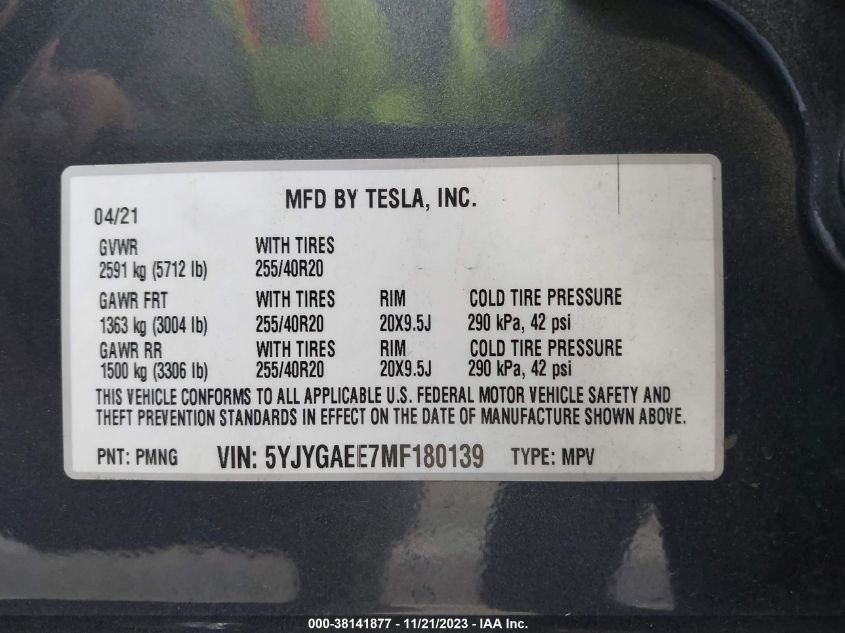 MFD BY TESLA, INC.
04/21
GVWR WITH TIRES
2591 kg (5712 lb) 255/40R20
GAWR FRT WITH TIRES RIM COLD TIRE PRESSURE
1363 kg (3004 lb) 255/40R20 20X9.5J 290 kPa, 42 psi
GAWR RR WITH TIRES RIM COLD TIRE PRESSURE
1500 kg (3306 lb) 255/40R20 20X9.5J 290 kPa, 42 psi
THIS VEHICLE CONFORMS TO ALL APPLICABLE U.S. FEDERAL MOTOR VEHICLE SAFETY AND
THEFT PREVENTION STANDARDS IN EFFECT ON THE DATE OF MANUFACTURE SHOWN ABOVE.
PNT: PMNG VIN: 5YJYGAEE7MF180139 TYPE: MPV
000-38141877 - 11/21/2023 - IAA Inc.